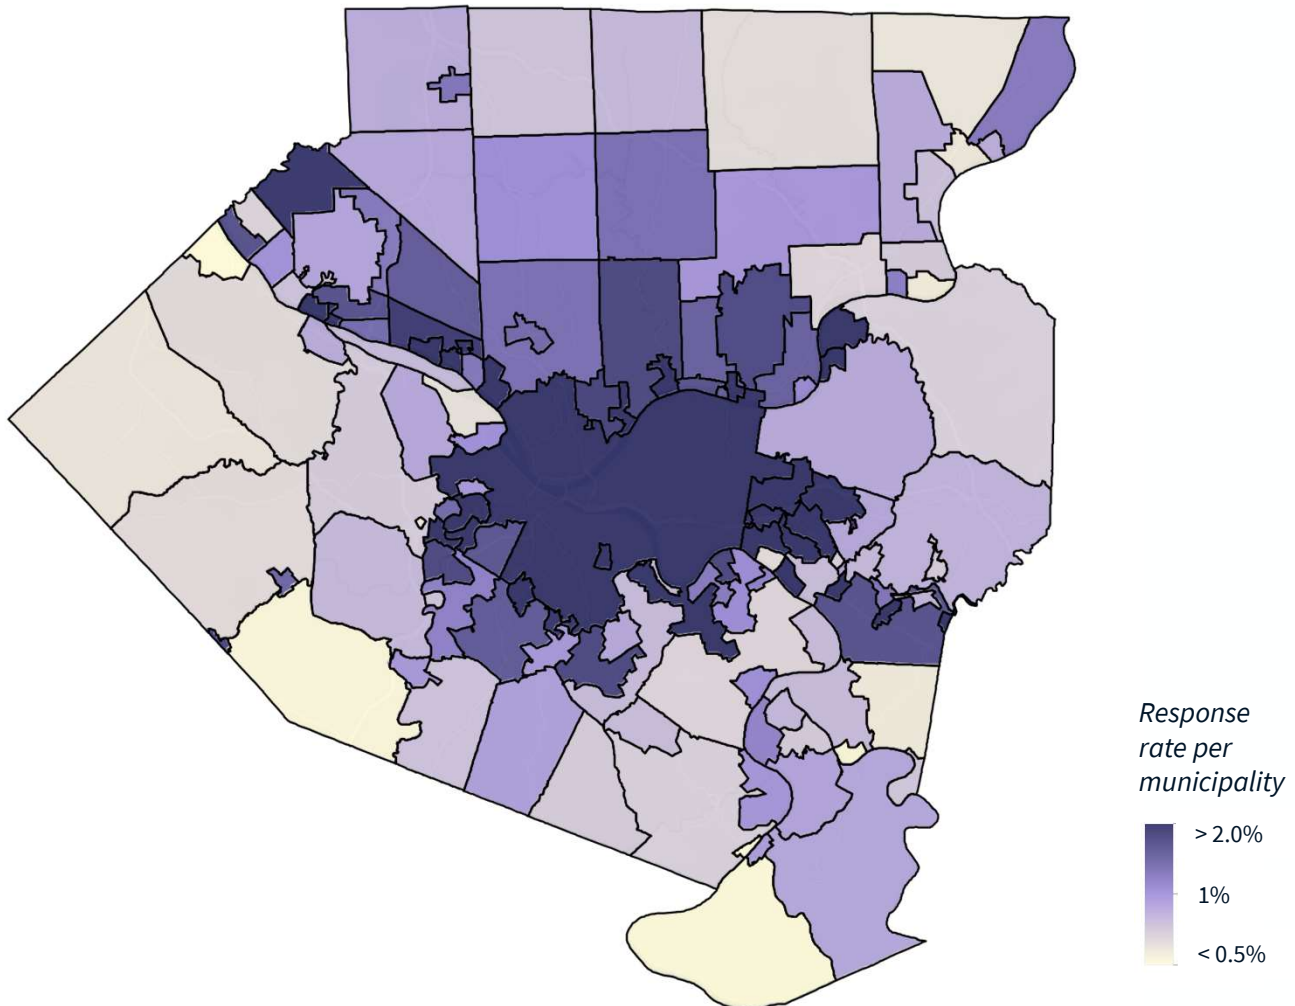 Response
rate per
municipality
> 2.0%
1%
< 0.5%